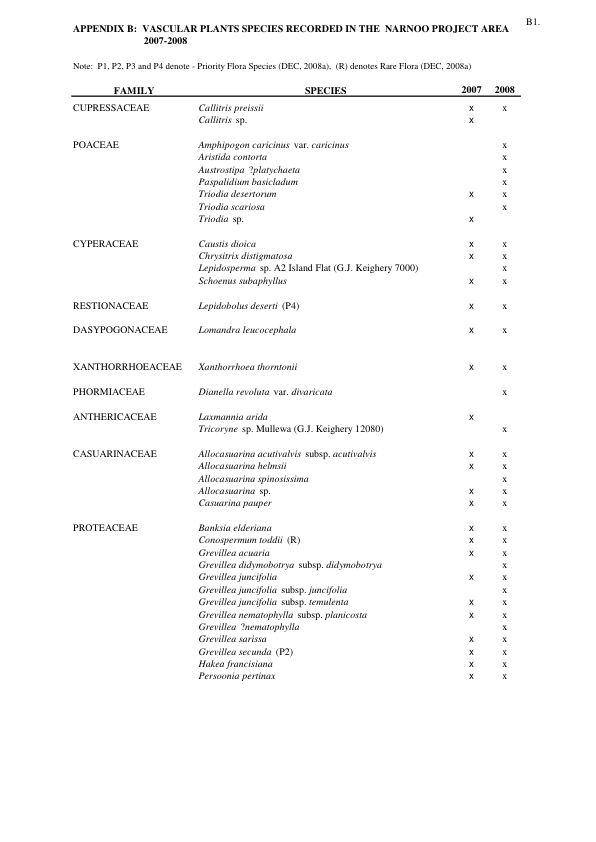 B1.
APPENDIX B: VASCULAR PLANTS SPECIES RECORDED IN THE NARNOO PROJECT AREA
2007-2008
Note: P1, P2, P3 and P4 denote - Priority Flora Species (DEC, 2008a), (R) denotes Rare Flora (DEC, 2008a)
FAMILY SPECIES 2007 2008
CUPRESSACEAE Callitris preissii x x
Callitris sp. x
POACEAE Amphipogon caricinus var. caricinus x
Aristida contorta x
Austrostipa ?platychaeta x
Paspalidium basicladum x
Triodia desertorum x x
Triodia scariosa x
Triodia sp. x
CYPERACEAE Caustis dioica x x
Chrysitrix distigmatosa x x
Lepidosperma sp. A2 Island Flat (G.J. Keighery 7000) x
Schoenus subaphyllus x x
RESTIONACEAE Lepidobolus deserti (P4) x x
DASYPOGONACEAE Lomandra leucocephala x x
XANTHORRHOEACEAE Xanthorrhoea thorntonii x x
PHORMIACEAE Dianella revoluta var. divaricata x
ANTHERICACEAE Laxmannia arida x
Tricoryne sp. Mullewa (G.J. Keighery 12080) x
CASUARINACEAE Allocasuarina acutivalvis subsp. acutivalvis x x
Allocasuarina helmsii x x
Allocasuarina spinosissima x
Allocasuarina sp. x x
Casuarina pauper x x
PROTEACEAE Banksia elderiana x x
Conospermum toddii (R) x x
Grevillea acuaria x x
Grevillea didymobotrya subsp. didymobotrya x
Grevillea juncifolia x x
Grevillea juncifolia subsp. juncifolia x
Grevillea juncifolia subsp. temulenta x x
Grevillea nematophylla subsp. planicosta x x
Grevillea ?nematophylla x
Grevillea sarissa x x
Grevillea secunda (P2) x x
Hakea francisiana x x
Persoonia pertinax x x